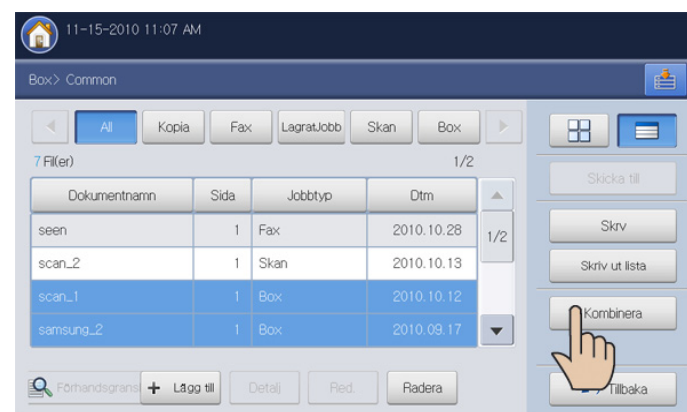 11-15-2010 11:07 AM
Box> Common
All Kopia Fax LagratJobb Skan Box
7 Fil(er) 1/2
Skicka till
Dokumentnamn Sida Jobbtyp Dtm
seen 1 Fax 2010.10.28
1/2
Skrv
scan_2 1 Skan 2010.10.13
Skriv ut lista
scan_1 1 Box 2010.10.12
Kombinera
samsung_2 1 Box 2010.09.17
Förhandsgrans + Lägg till Detalj Red. Radera
Tillbaka